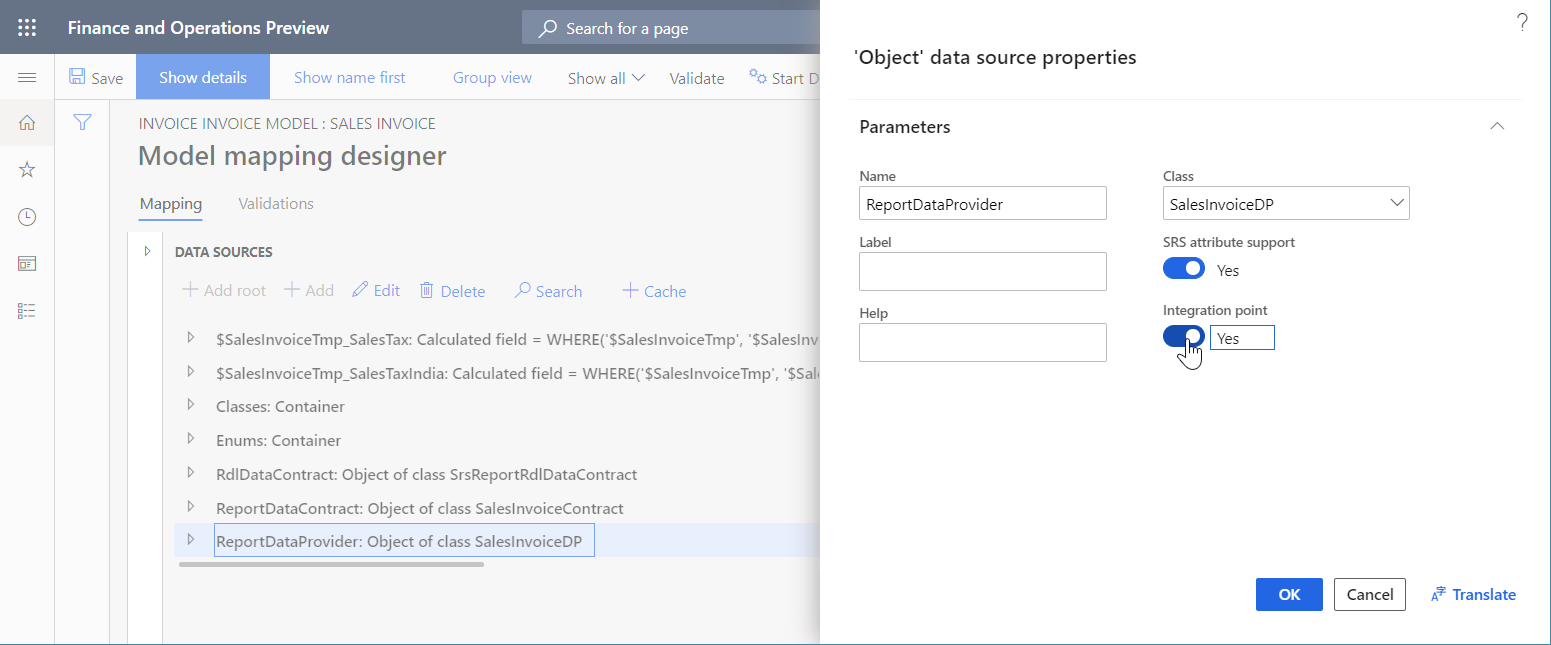 Finance and Operations Preview
Search for a page
?
Save
Show details
Show name first
Group view
Show all
Validate
Start D
INVOICE INVOICE MODEL : SALES INVOICE
Model mapping designer
Mapping
Validations
DATA SOURCES
Add root
Add
Edit
Delete
Search
Cache
$SalesInvoiceTmp_SalesTax: Calculated field = WHERE('$SalesInvoiceTmp', '$SalesInv
$SalesInvoiceTmp_SalesTaxIndia: Calculated field = WHERE('$SalesInvoiceTmp', '$Sal
Classes: Container
Enums: Container
RdlDataContract: Object of class SrsReportRdlDataContract
ReportDataContract: Object of class SalesInvoiceContract
ReportDataProvider: Object of class SalesInvoiceDP
'Object' data source properties
Parameters
Name
ReportDataProvider
Label
Help
Class
SalesInvoiceDP
SRS attribute support
Yes
Integration point
Yes
OK
Cancel
Translate